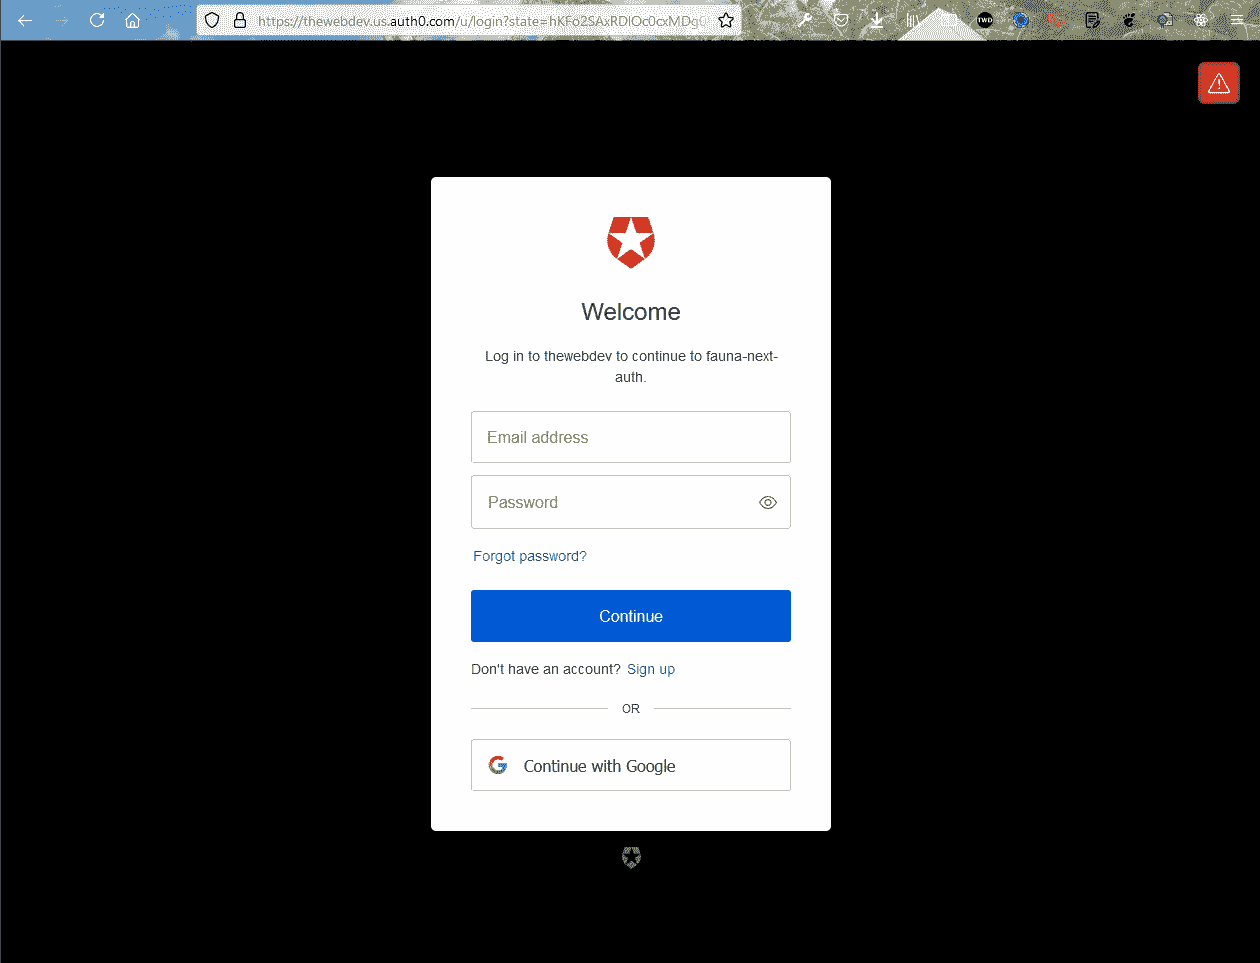 https://thewebdev.us.auth0.com/u/login?state=hKFo2SAxRDlOc0cxMDg
TWD
Welcome
Log in to thewebdev to continue to fauna-next-
auth.
Email address
Password
Forgot password?
Continue
Don't have an account? Sign up
OR
Continue with Google